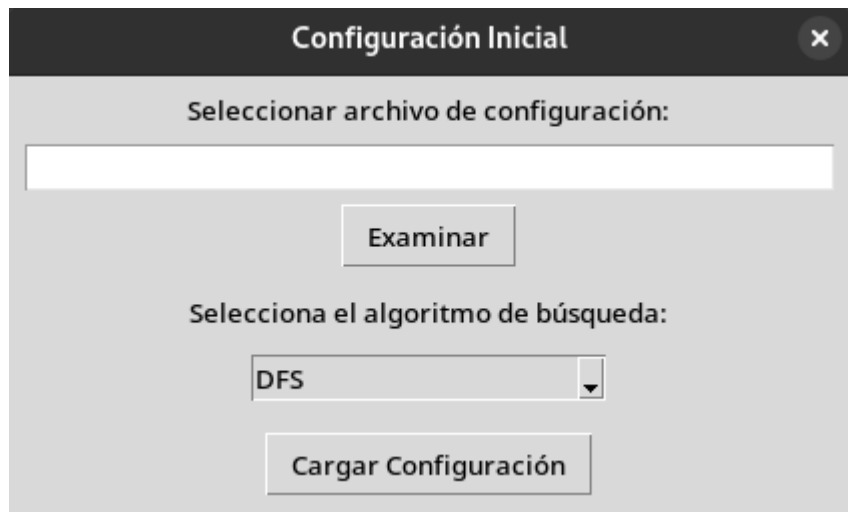 Configuración Inicial
Seleccionar archivo de configuración:
Examinar
Selecciona el algoritmo de búsqueda:
DFS
Cargar Configuración